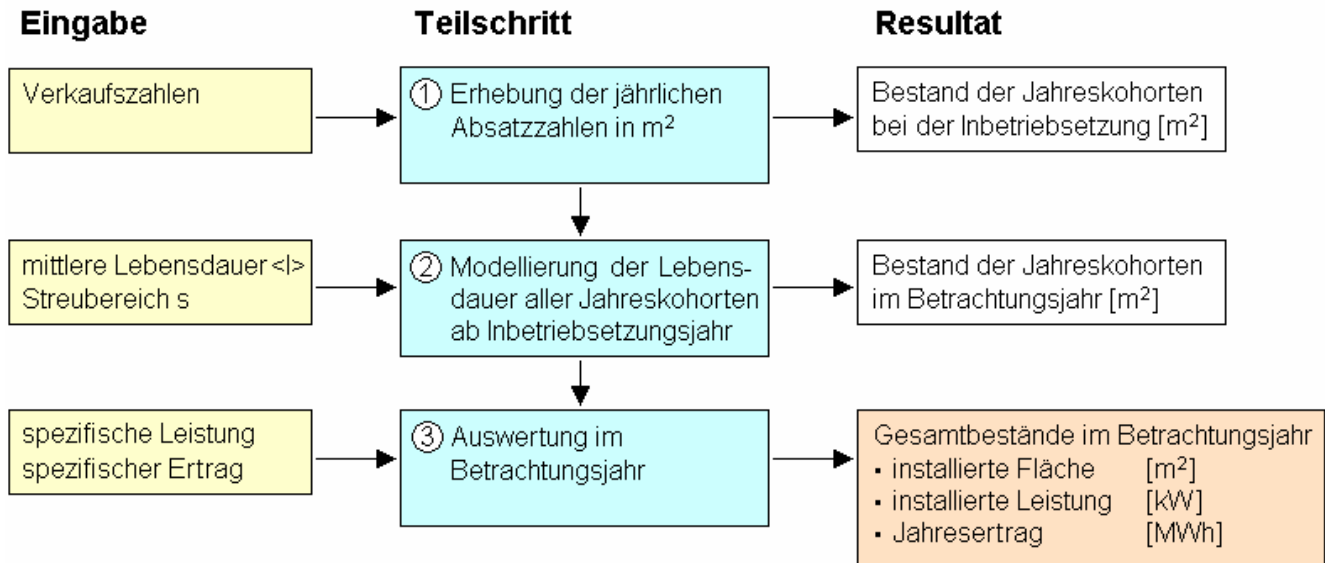 Eingabe
Teilschritt
Resultat
Verkaufszahlen
① Erhebung der jährlichen
Absatzzahlen in m²
Bestand der Jahreskohorten
bei der Inbetriebsetzung [m²]
mittlere Lebensdauer <l>
Streubereich s
② Modellierung der Lebens-
dauer aller Jahreskohorten
ab Inbetriebsetzungsjahr
Bestand der Jahreskohorten
im Betrachtungsjahr [m²]
spezifische Leistung
spezifischer Ertrag
③ Auswertung im
Betrachtungsjahr
Gesamtbestände im Betrachtungsjahr
▪ installierte Fläche [m²]
▪ installierte Leistung [kW]
▪ Jahresertrag [MWh]